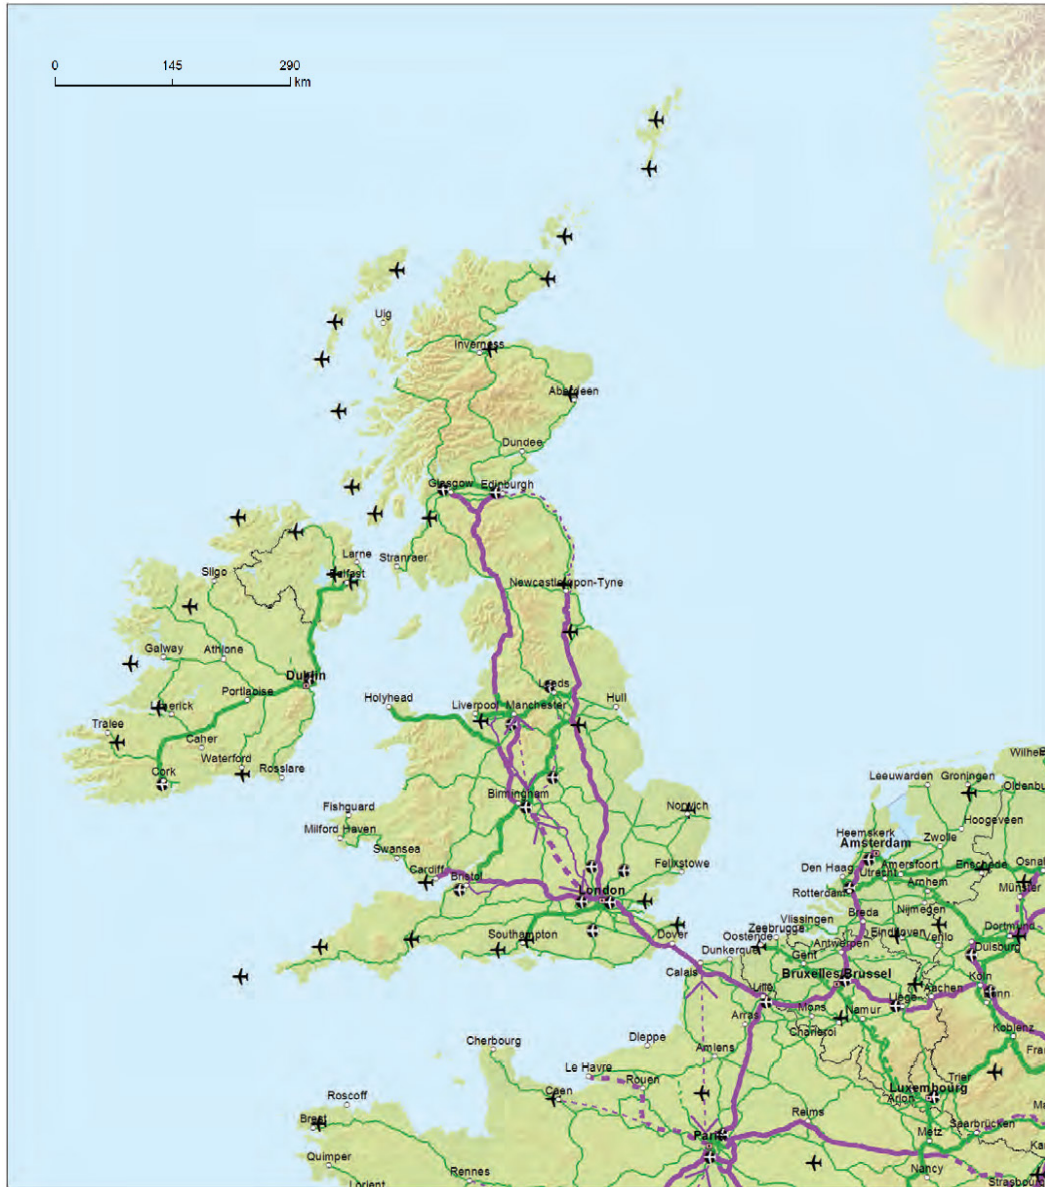 0 145 290
km
Uig
Inverness
Aberdeen
Dundee
Glasgow Edinburgh
Larne
Stranraer
Belfast
Sligo
Newcastle-upon-Tyne
Galway Athlone
Dublin
Leeds
Portlaoise
Holyhead
Liverpool Manchester
Hull
Limerick
Tralee
Caher
Waterford
Rosslare
Cork
Birmingham
Norwich
Leeuwarden Groningen
Oldenbu
Fishguard
Milford Haven
Hoogeveen
Heemskerk
Zwolle
Amsterdam
Swansea
Cardiff
Bristol
Felixstowe
Den Haag
Amersfoort
Enschede
Osnal
Utrecht
Arnhem
London
Rotterdam
Münster
Nijmegen
Breda
Vlissingen
Zeebrugge
Southampton
Oostende
Eindhoven
Dortmund
Dover
Antwerpen
Venlo
Duisburg
Dunkerque
Gent
Calais
Bruxelles/Brussel
Köln
Lille
Aachen
Bonn
Liège
Mons
Namur
Arras
Charleroi
Koblenz
Cherbourg
Dieppe
Amiens
Fran
Le Havre
Rouen
Trier
Caen
Luxembourg
Arlon
Roscoff
Brest
Reims
Saarbrücken
Paris
Metz
Quimper
Rennes
Nancy
Lorient
Strasbourg